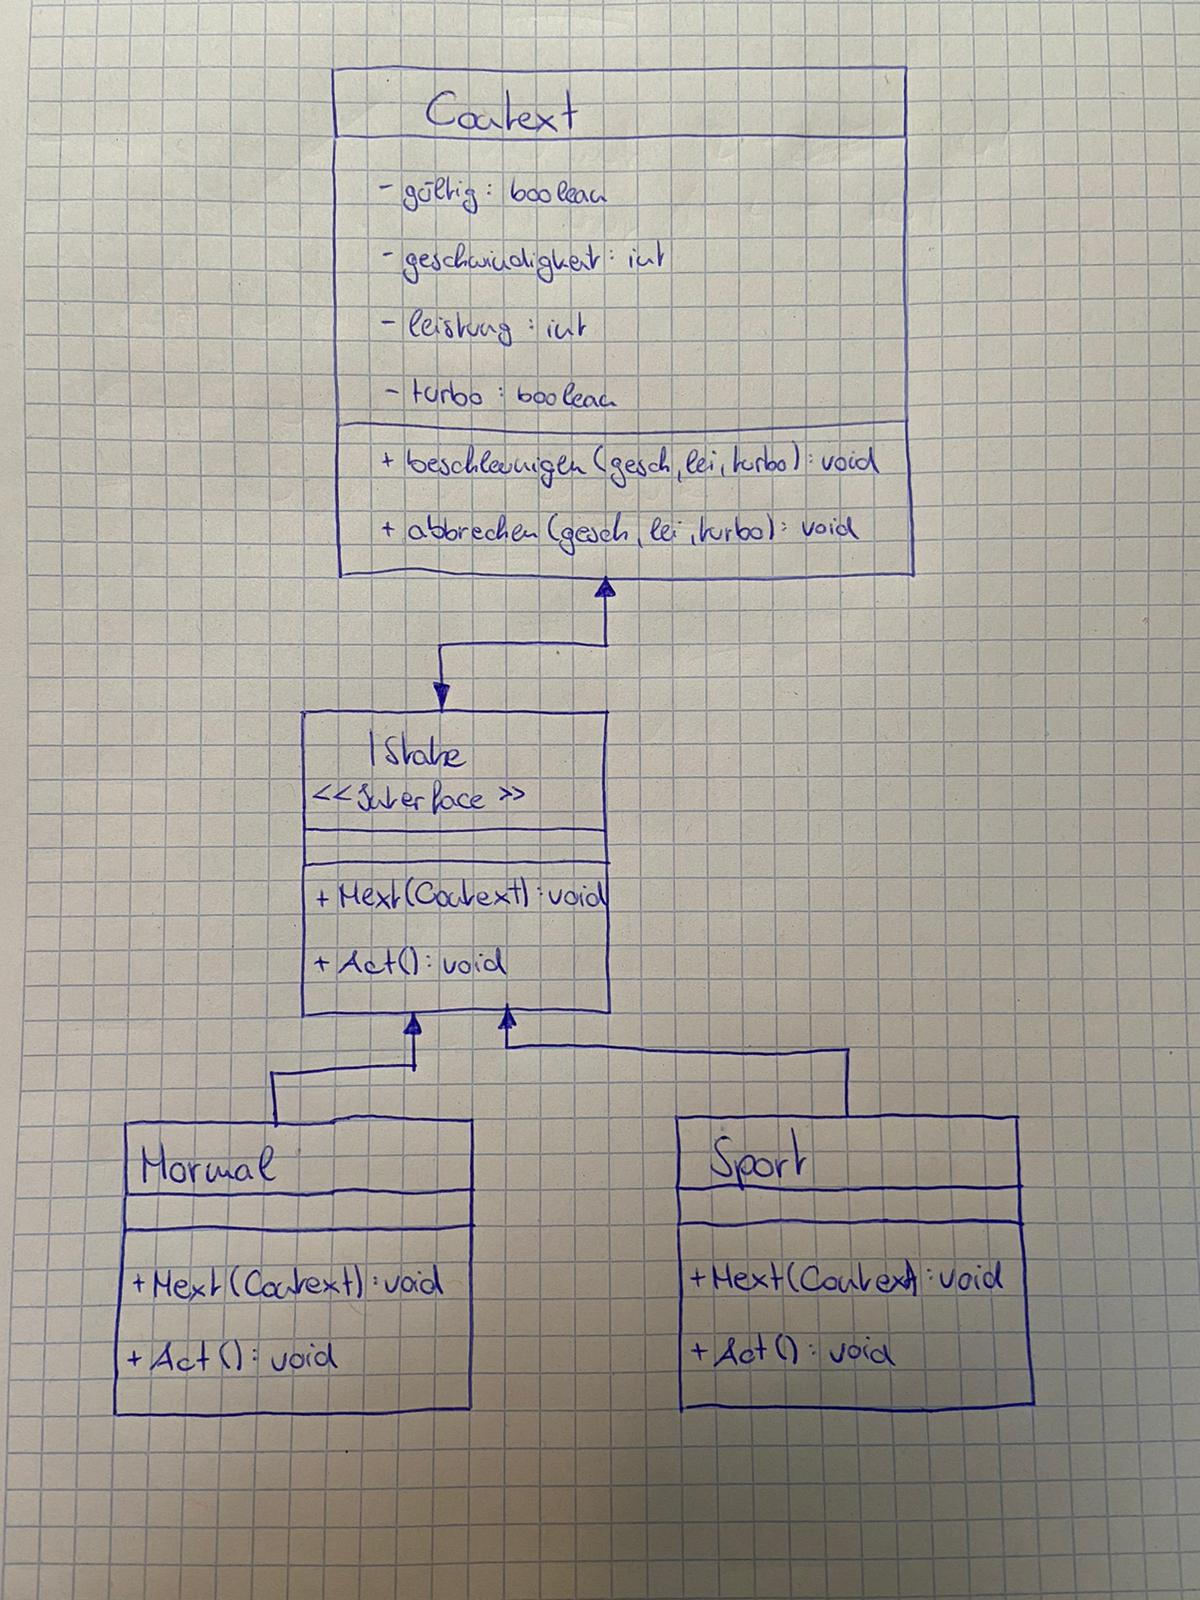 Context
- gültig : boolean
- geschwindigkeit : int
- leistung : int
- turbo : boolean
+ beschleunigen (gesch, lei, turbo) : void
+ abbrechen (gesch, lei, turbo) : void
IState
<<Interface >>
+ Next(Context) : void
+ Act() : void
Normal
Sport
+ Next (Context) : void
+ Act () : void
+ Next(Context) : void
+ Act () : void